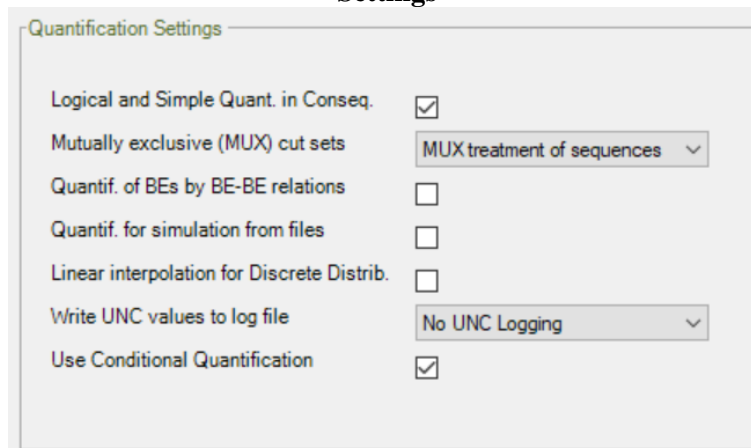 Settings
Quantification Settings
Logical and Simple Quant. in Conseq.
Mutually exclusive (MUX) cut sets MUX treatment of sequences
Quantif. of BEs by BE-BE relations
Quantif. for simulation from files
Linear interpolation for Discrete Distrib.
Write UNC values to log file No UNC Logging
Use Conditional Quantification